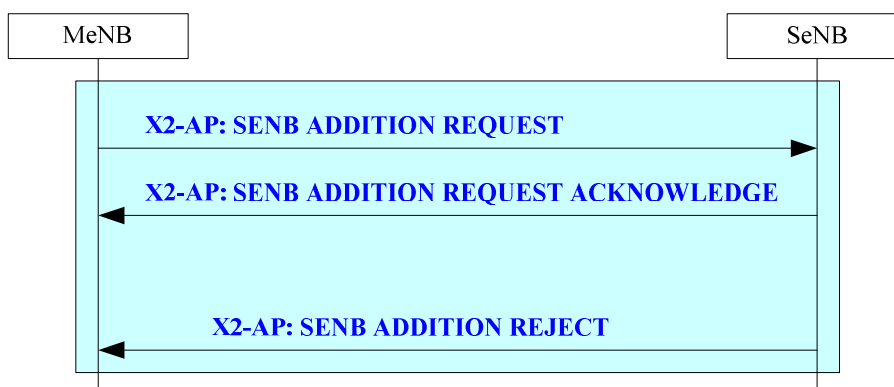 MeNB
SeNB
X2-AP: SENB ADDITION REQUEST
X2-AP: SENB ADDITION REQUEST ACKNOWLEDGE
X2-AP: SENB ADDITION REJECT